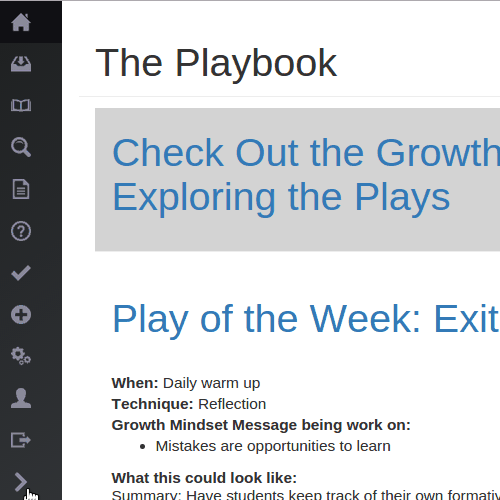 The Playbook
Check Out the Growth
Exploring the Plays
Play of the Week: Exit
When: Daily warm up
Technique: Reflection
Growth Mindset Message being work on:
• Mistakes are opportunities to learn
What this could look like:
Summary: Have students keep track of their own formativ